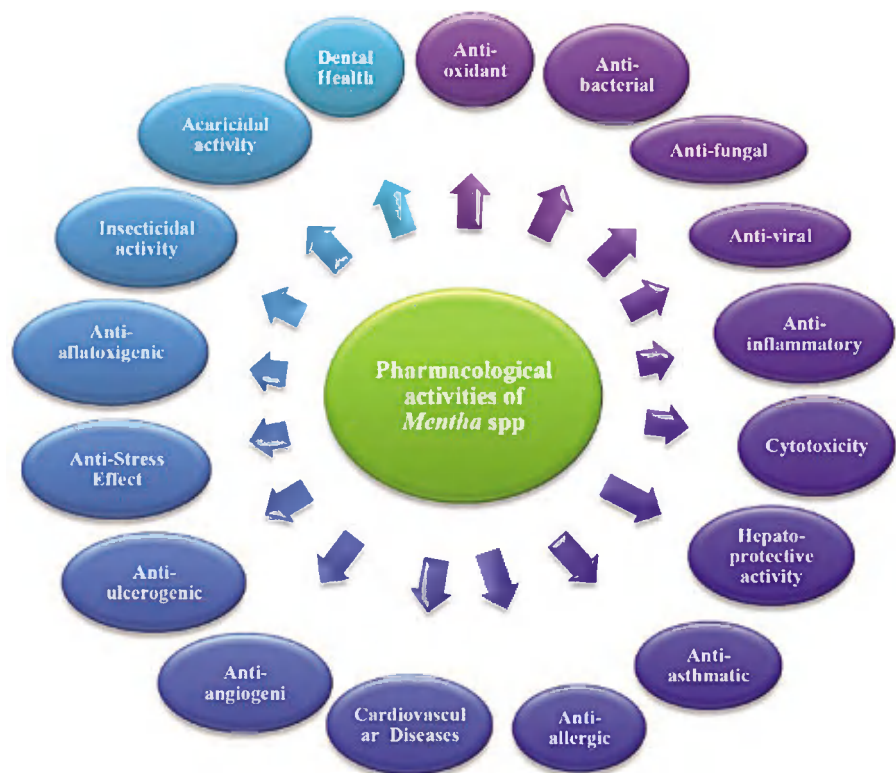 Pharmacological
activities of
Mentha spp
Anti-
oxidant
Anti-
bacterial
Anti-fungal
Anti-viral
Anti-
inflammatory
Cytotoxicity
Hepato-
protective
activity
Anti-
asthmatic
Anti-
allergic
Cardiovascul
ar Diseases
Anti-
angiogeni
Anti-
ulcerogenic
Anti-Stress
Effect
Anti-
aflatoxigenic
Insecticidal
activity
Acaricidal
activity
Dental
Health